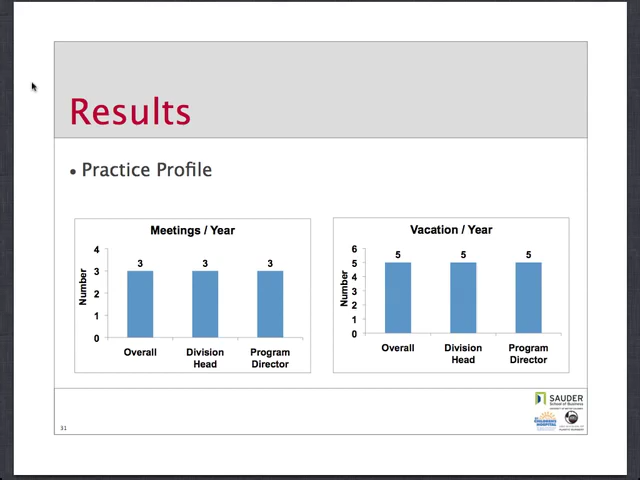 Results
• Practice Profile
Meetings / Year
4
3
2
1
0
Number
3 3 3
Overall Division Head Program Director
Vacation / Year
6
5
4
3
2
1
0
Number
5 5 5
Overall Division Head Program Director
SAUDER
School of Business
31